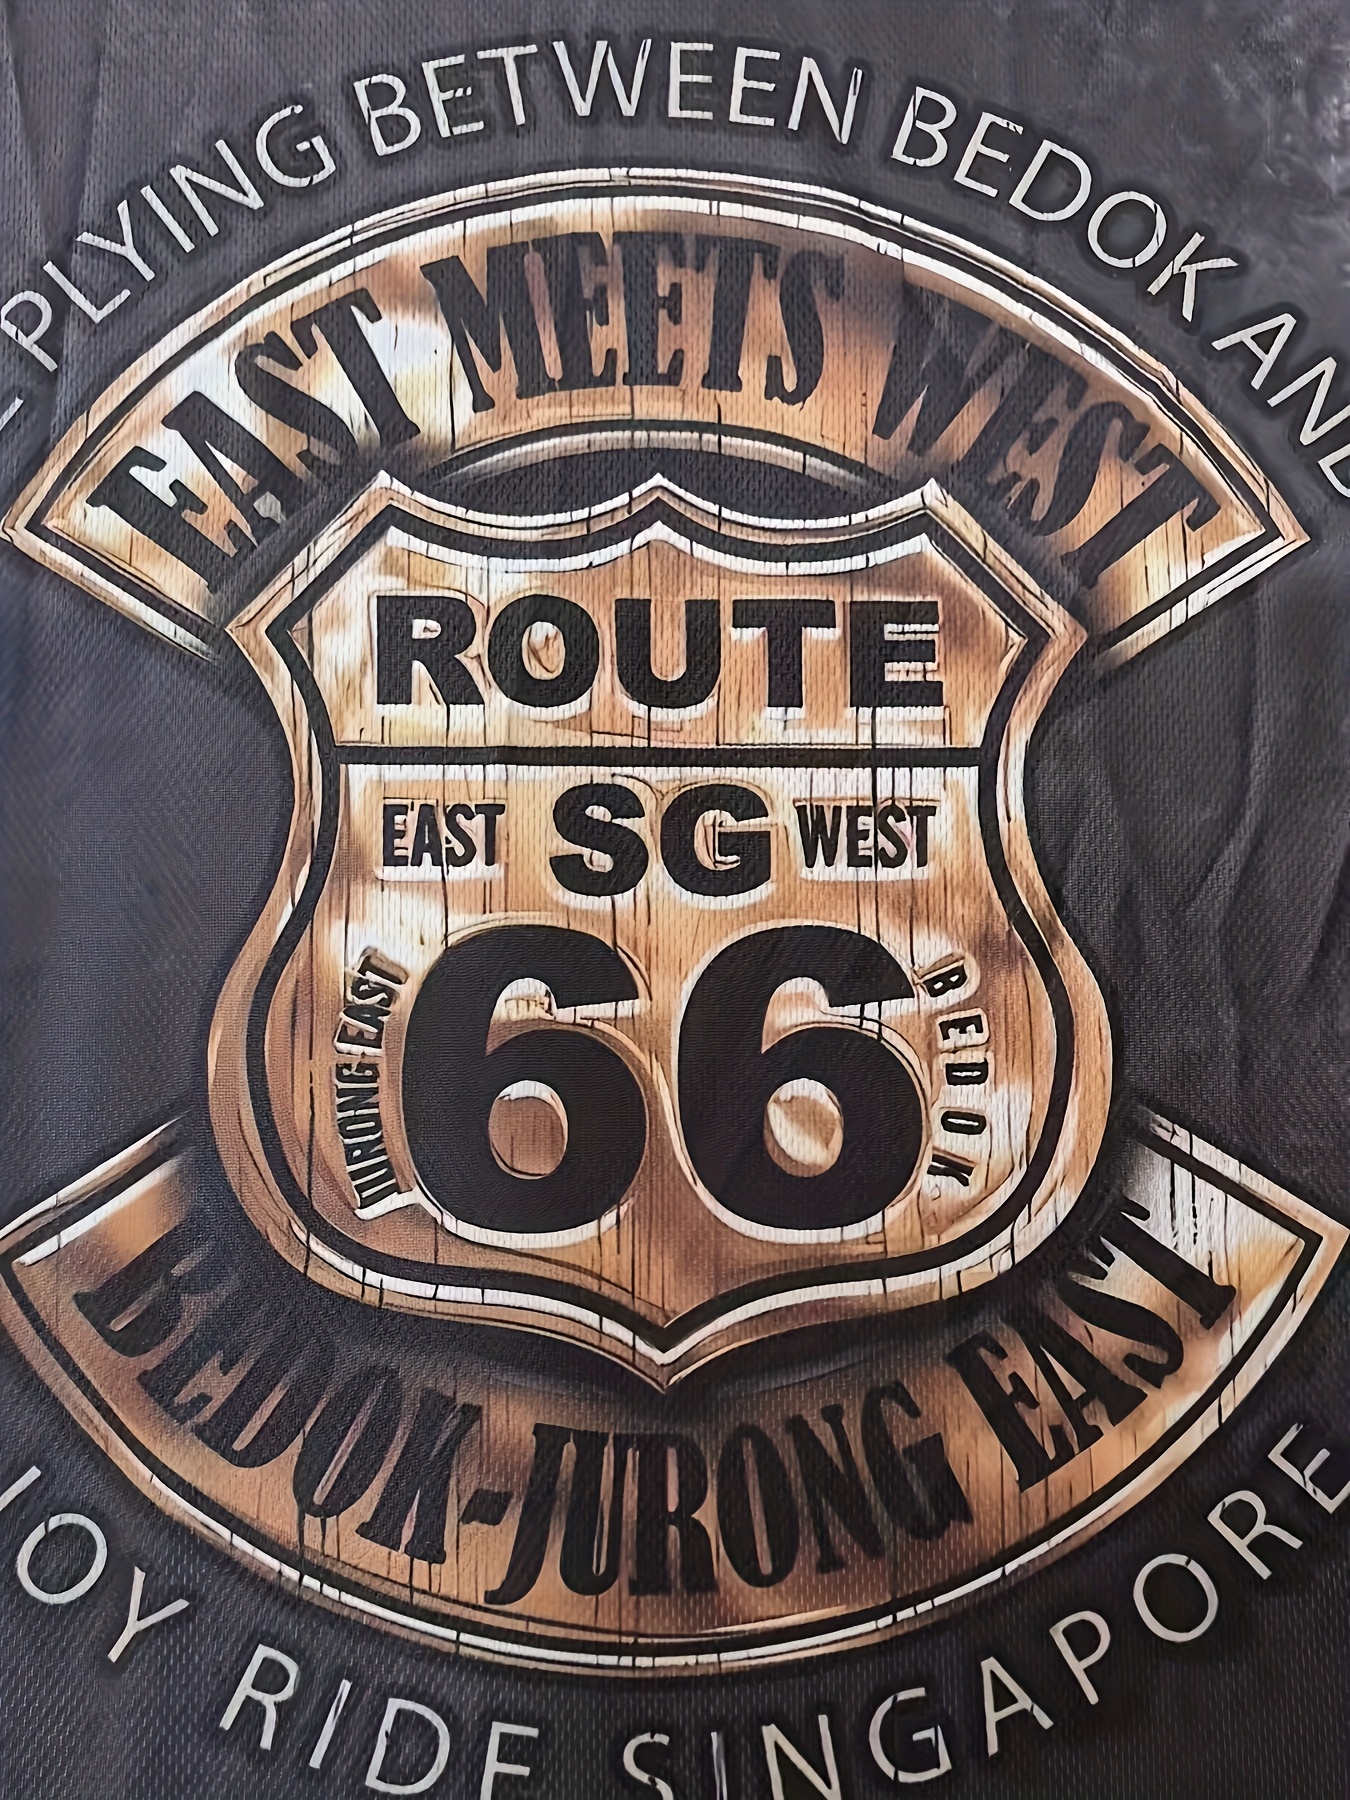 PLYING BETWEEN BEDOK AND
EAST MEETS WEST
ROUTE
EAST SG WEST
JURONG EAST
66
BEDOK
BEDOK-JURONG EAST
JOY RIDE SINGAPORE